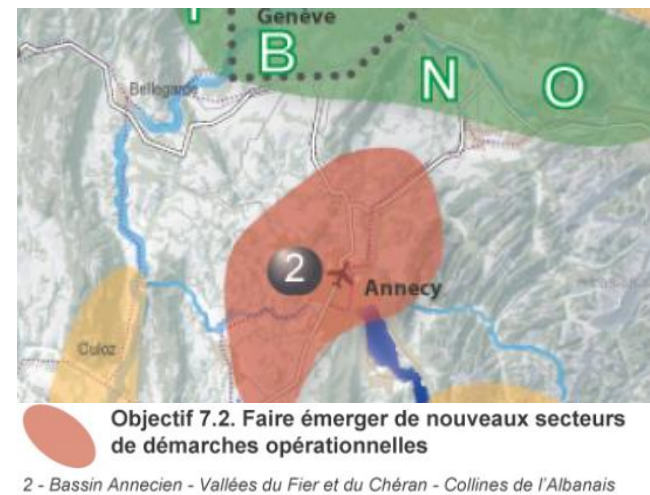 Genève
B
N
O
Bellegarde
2
Annecy
Culoz
Objectif 7.2. Faire émerger de nouveaux secteurs
de démarches opérationnelles
2 - Bassin Annecien - Vallées du Fier et du Chéran - Collines de l'Albanais